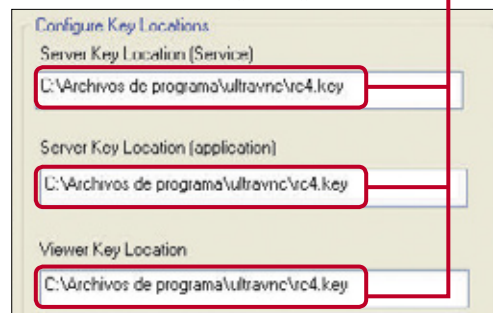 Configure Key Locations
Server Key Location (Service)
C:\Archivos de programa\ultravnc\rc4.key
Server Key Location (application)
C:\Archivos de programa\ultravnc\rc4.key
Viewer Key Location
C:\Archivos de programa\ultravnc\rc4.key